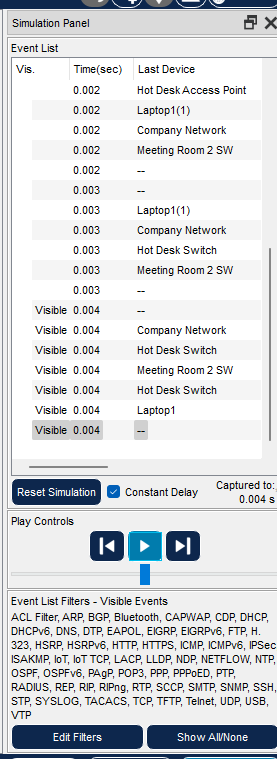 Simulation Panel
Event List
Vis. Time(sec) Last Device
0.002 Hot Desk Access Point
0.002 Laptop1(1)
0.002 Company Network
0.002 Meeting Room 2 SW
0.002 --
0.003 --
0.003 Laptop1(1)
0.003 Company Network
0.003 Hot Desk Switch
0.003 Meeting Room 2 SW
0.003 --
Visible 0.004 --
Visible 0.004 Company Network
Visible 0.004 Hot Desk Switch
Visible 0.004 Meeting Room 2 SW
Visible 0.004 Hot Desk Switch
Visible 0.004 Laptop1
Visible 0.004 --
Reset Simulation Constant Delay Captured to:
0.004 s
Play Controls
Event List Filters - Visible Events
ACL Filter, ARP, BGP, Bluetooth, CAPWAP, CDP, DHCP,
DHCPv6, DNS, DTP, EAPOL, EIGRP, EIGRPv6, FTP, H.
323, HSRP, HSRPv6, HTTP, HTTPS, ICMP, ICMPv6, IPSec,
ISAKMP, IoT, IoT TCP, LACP, LLDP, NDP, NETFLOW, NTP,
OSPF, OSPFv6, PAgP, POP3, PPP, PPPoED, PTP,
RADIUS, REP, RIP, RIPng, RTP, SCCP, SMTP, SNMP, SSH,
STP, SYSLOG, TACACS, TCP, TFTP, Telnet, UDP, USB,
VTP
Edit Filters Show All/None